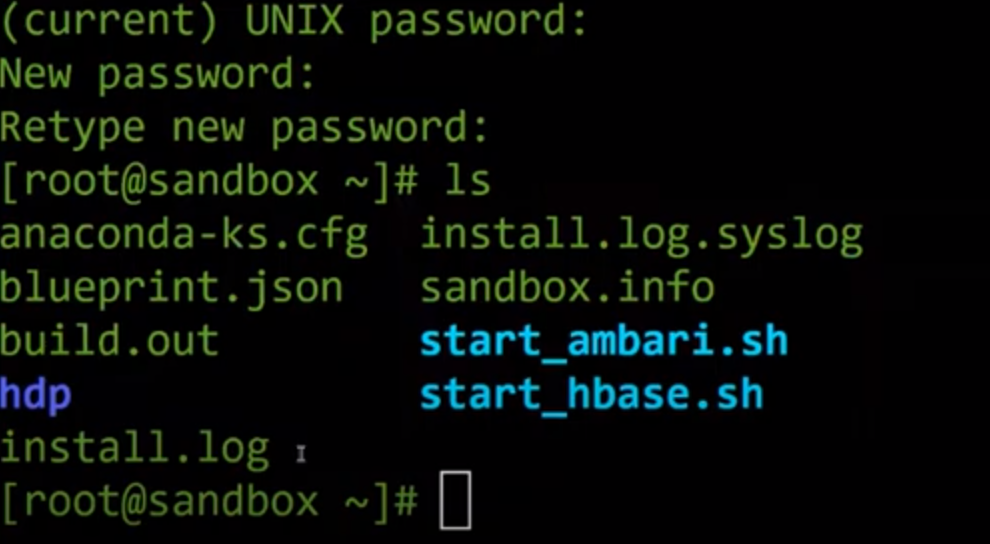 (current) UNIX password:
New password:
Retype new password:
[root@sandbox ~]# ls
anaconda-ks.cfg  install.log.syslog
blueprint.json   sandbox.info
build.out        start_ambari.sh
hdp              start_hbase.sh
install.log
[root@sandbox ~]#